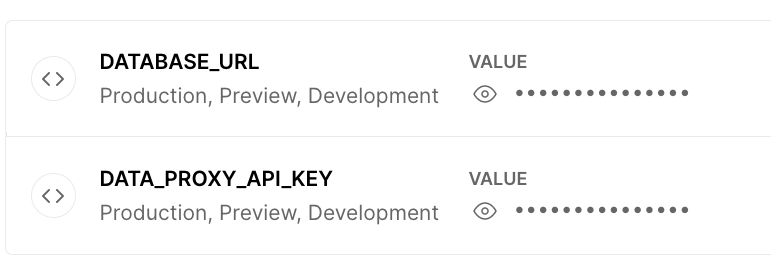 DATABASE_URL
Production, Preview, Development
VALUE
•••••••••••••••
DATA_PROXY_API_KEY
Production, Preview, Development
VALUE
•••••••••••••••